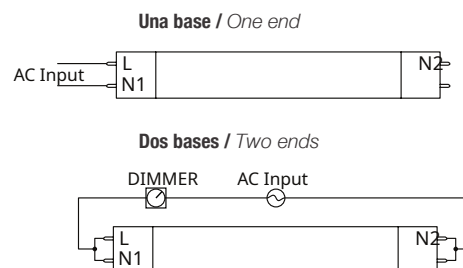 Una base / One end
AC Input
L
N1
N2
Dos bases / Two ends
DIMMER AC Input
L
N1
N2